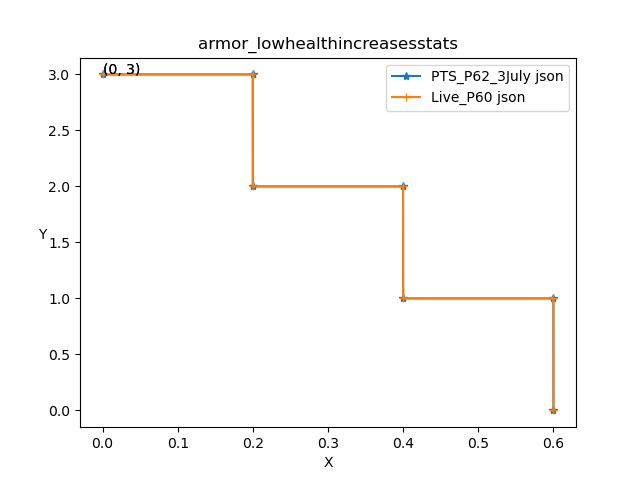 armor_lowhealthincreasesstats
(0, 3)
PTS_P62_3July json
Live_P60 json
3.0
2.5
2.0
1.5
1.0
0.5
0.0
Y
0.0 0.1 0.2 0.3 0.4 0.5 0.6
X